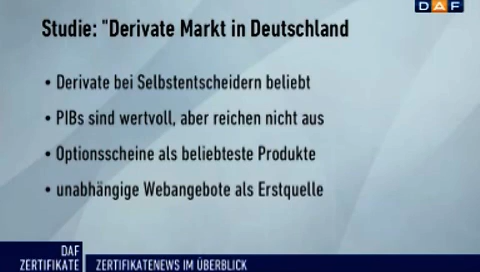 DAF
Studie: "Derivate Markt in Deutschland
• Derivate bei Selbstentscheidern beliebt
• PIBs sind wertvoll, aber reichen nicht aus
• Optionsscheine als beliebteste Produkte
• unabhängige Webangebote als Erstquelle
DAF
ZERTIFIKATE
ZERTIFIKATENEWS IM ÜBERBLICK